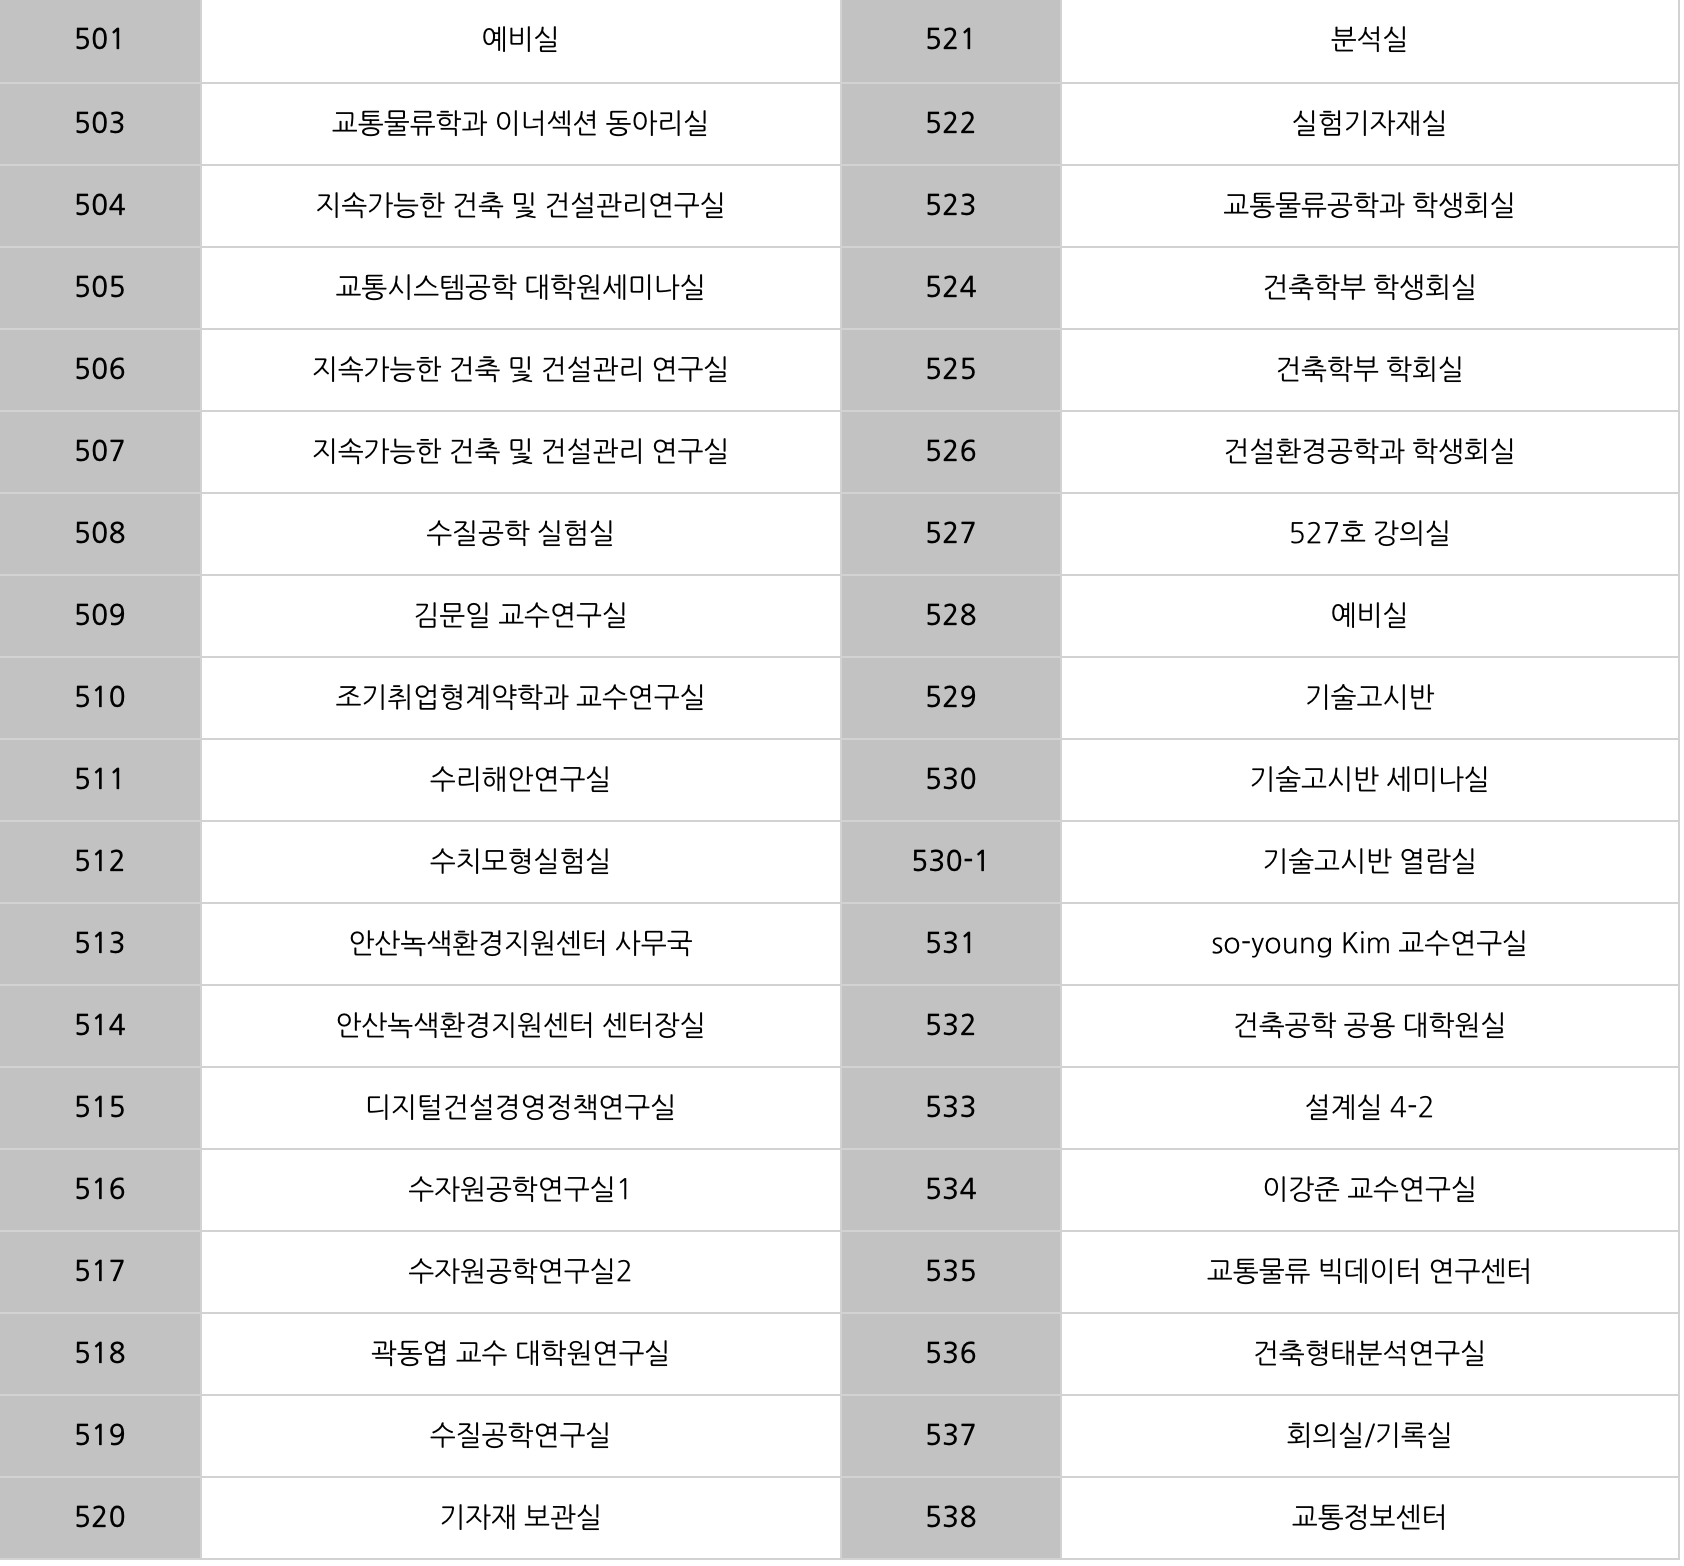 501 예비실 521 분석실
503 교통물류학과 이너섹션 동아리실 522 실험기자재실
504 지속가능한 건축 및 건설관리연구실 523 교통물류공학과 학생회실
505 교통시스템공학 대학원세미나실 524 건축학부 학생회실
506 지속가능한 건축 및 건설관리 연구실 525 건축학부 학회실
507 지속가능한 건축 및 건설관리 연구실 526 건설환경공학과 학생회실
508 수질공학 실험실 527 527호 강의실
509 김문일 교수연구실 528 예비실
510 조기취업형계약학과 교수연구실 529 기술고시반
511 수리해안연구실 530 기술고시반 세미나실
512 수치모형실험실 530-1 기술고시반 열람실
513 안산녹색환경지원센터 사무국 531 so-young Kim 교수연구실
514 안산녹색환경지원센터 센터장실 532 건축공학 공용 대학원실
515 디지털건설경영정책연구실 533 설계실 4-2
516 수자원공학연구실1 534 이강준 교수연구실
517 수자원공학연구실2 535 교통물류 빅데이터 연구센터
518 곽동엽 교수 대학원연구실 536 건축형태분석연구실
519 수질공학연구실 537 회의실/기록실
520 기자재 보관실 538 교통정보센터